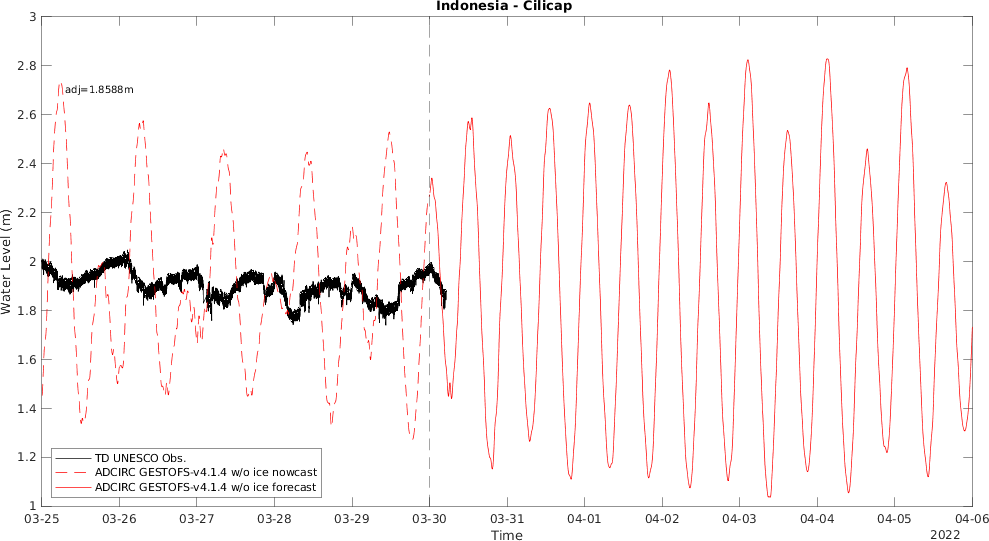 Indonesia - Cilicap
3
2.8
2.6
2.4
2.2
2
1.8
1.6
1.4
1.2
1
Water Level (m)
adj=1.8588m
TD UNESCO Obs.
ADCIRC GESTOFS-v4.1.4 w/o ice nowcast
ADCIRC GESTOFS-v4.1.4 w/o ice forecast
03-25 03-26 03-27 03-28 03-29 03-30 03-31 04-01 04-02 04-03 04-04 04-05 04-06
Time
2022